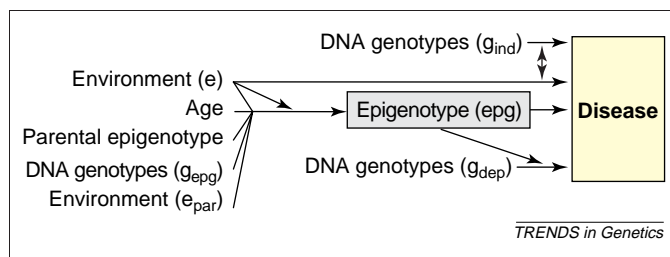 DNA genotypes (g_ind)
Environment (e)
Age
Epigenotype (epg)
Disease
Parental epigenotype
DNA genotypes (g_epg)
DNA genotypes (g_dep)
Environment (e_par)
TRENDS in Genetics